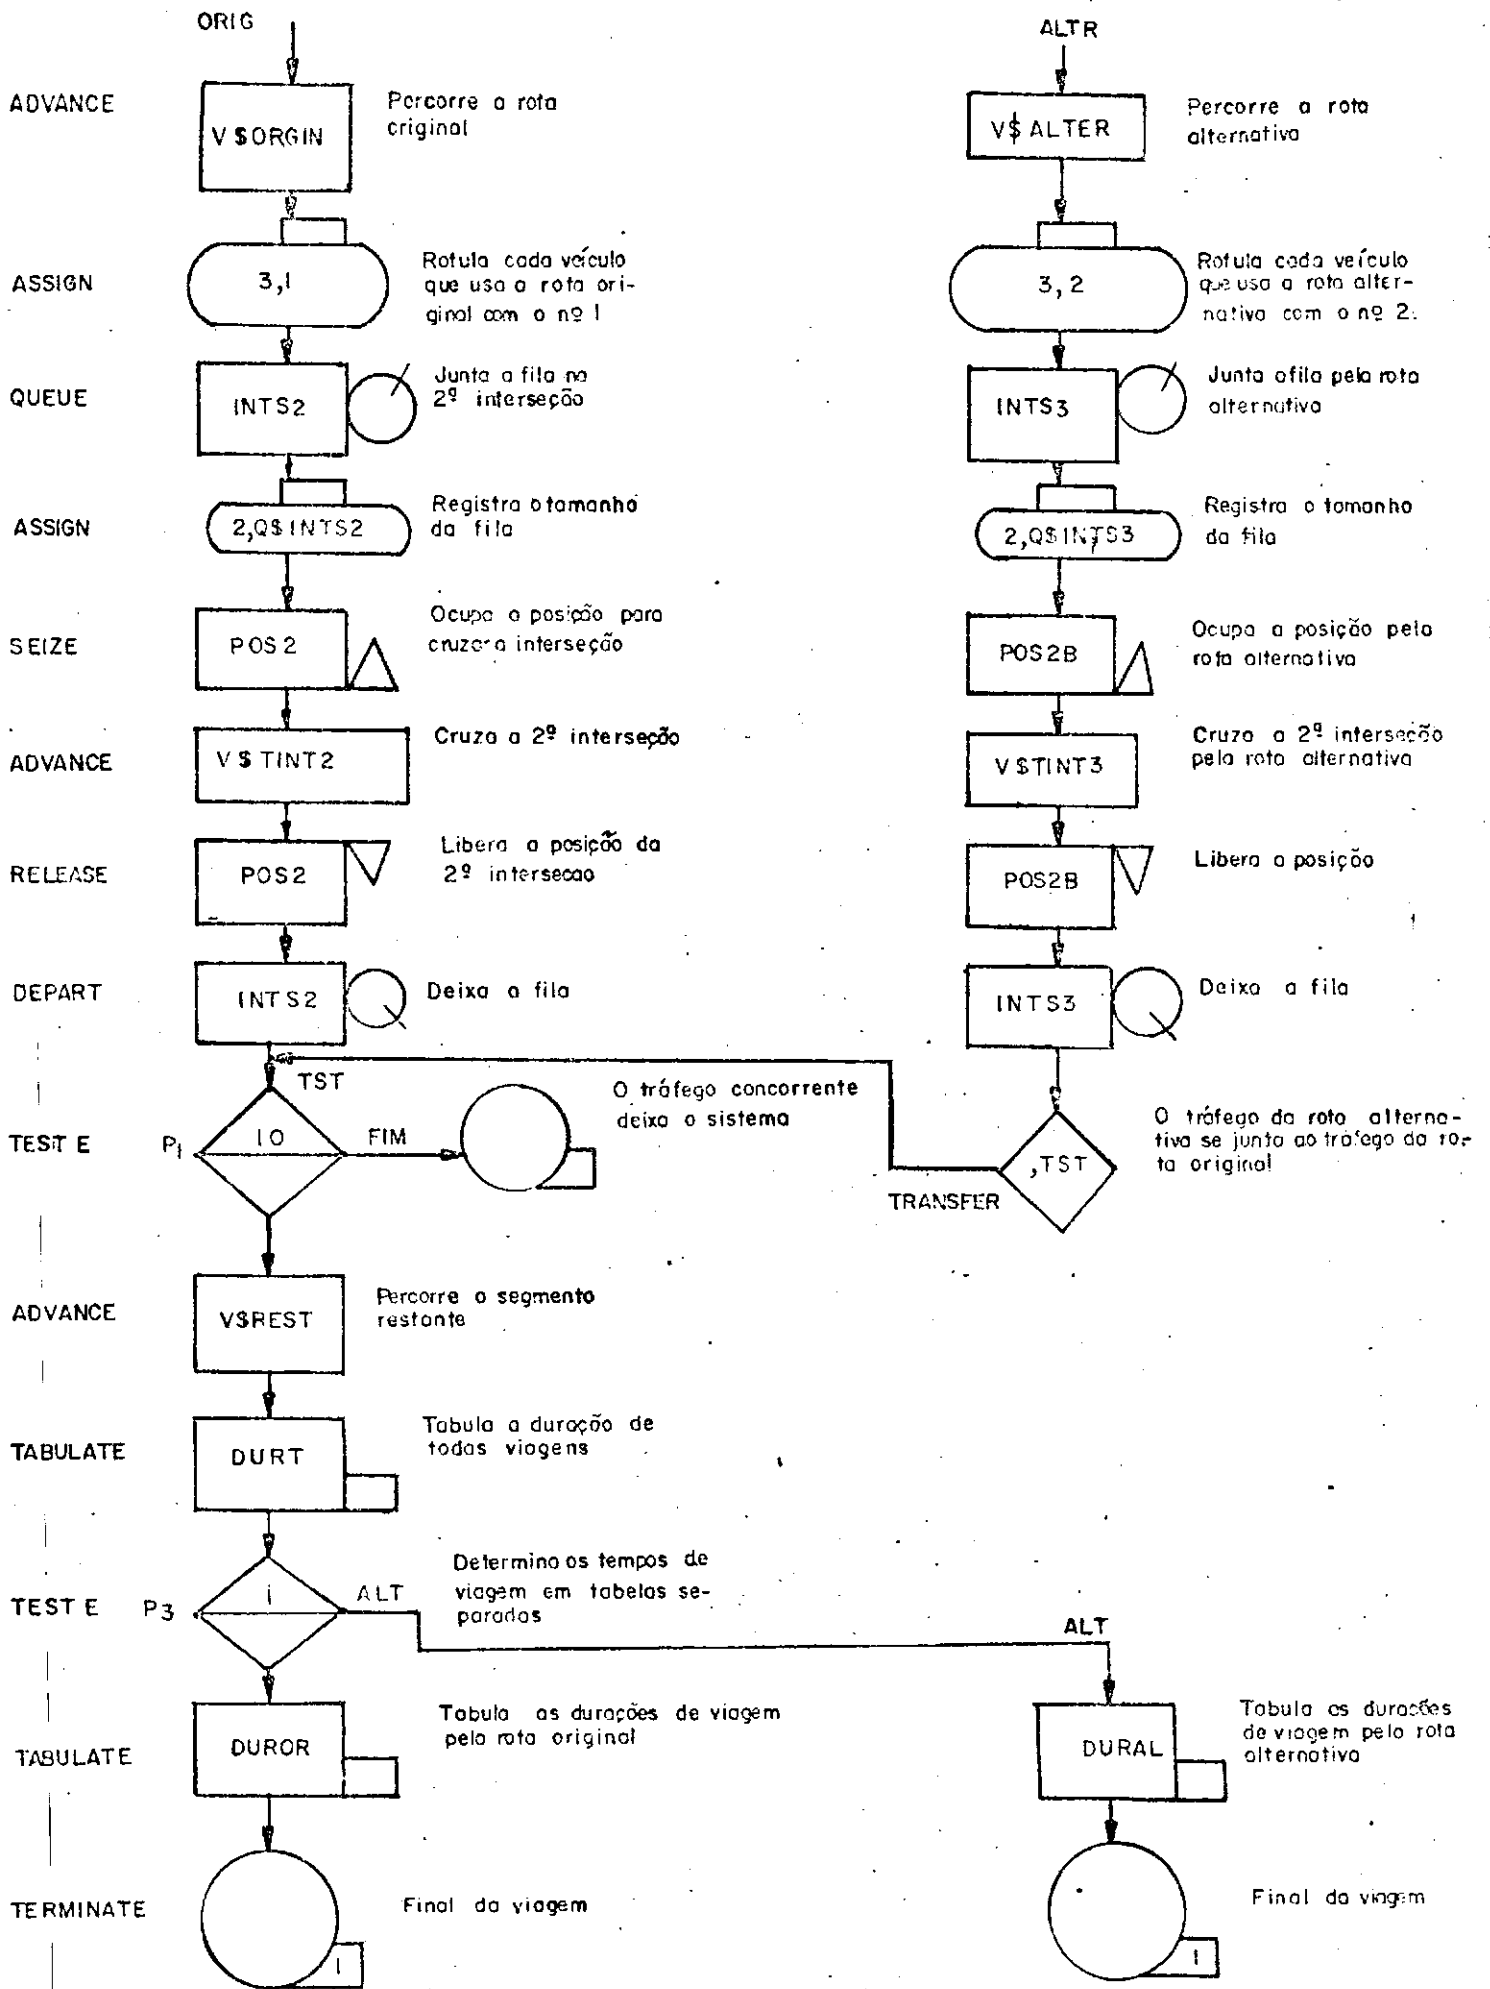 ORIG
ALTR
ADVANCE
V$ORGIN
Percorre a rota
original
V$ALTER
Percorre a rota
alternativa
ASSIGN
3,1
Rotula cada veículo
que usa a rota ori-
ginal com o nº 1
3,2
Rotula cada veículo
que usa a rota alter-
nativa com o nº 2.
QUEUE
INTS2
Junta a fila na
2ª interseção
INTS3
Junta a fila pela rota
alternativa
ASSIGN
2,Q$INTS2
Registra o tamanho
da fila
2,Q$INTS3
Registra o tamanho
da fila
SEIZE
POS2
Ocupa a posição para
cruzar a interseção
POS2B
Ocupa a posição pela
rota alternativa
ADVANCE
V$TINT2
Cruza a 2ª interseção
V$TINT3
Cruza a 2ª interseção
pela rota alternativa
RELEASE
POS2
Libera a posição da
2ª intersecao
POS2B
Libera a posição
DEPART
INTS2
Deixa a fila
INTS3
Deixa a fila
TST
O tráfego concorrente
deixa o sistema
TEST E
P1
10
FIM
,TST
TRANSFER
O tráfego da rota alterna-
tiva se junta ao tráfego da ro-
ta original
ADVANCE
V$REST
Percorre o segmento
restante
TABULATE
DURT
Tabula a duração de
todas viagens
TEST E
P3
1
ALT
Determina os tempos de
viagem em tabelas se-
paradas
ALT
TABULATE
DUROR
Tabula as durações de viagem
pela rota original
DURAL
Tabula as durações
de viagem pela rota
alternativa
TERMINATE
1
Final da viagem
1
Final da viagem